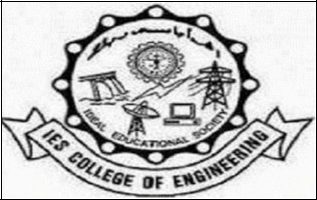 IDEAL EDUCATIONAL SOCIETY
IES COLLEGE OF ENGINEERING